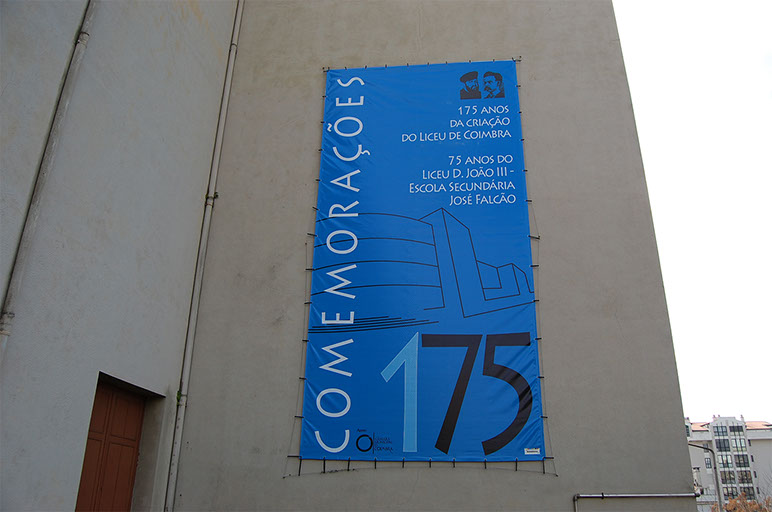 COMEMORAÇÕES
175 ANOS
DA CRIAÇÃO
DO LICEU DE COIMBRA
75 ANOS DO
LICEU D. JOÃO III -
ESCOLA SECUNDÁRIA
JOSÉ FALCÃO
175
COIMBRA